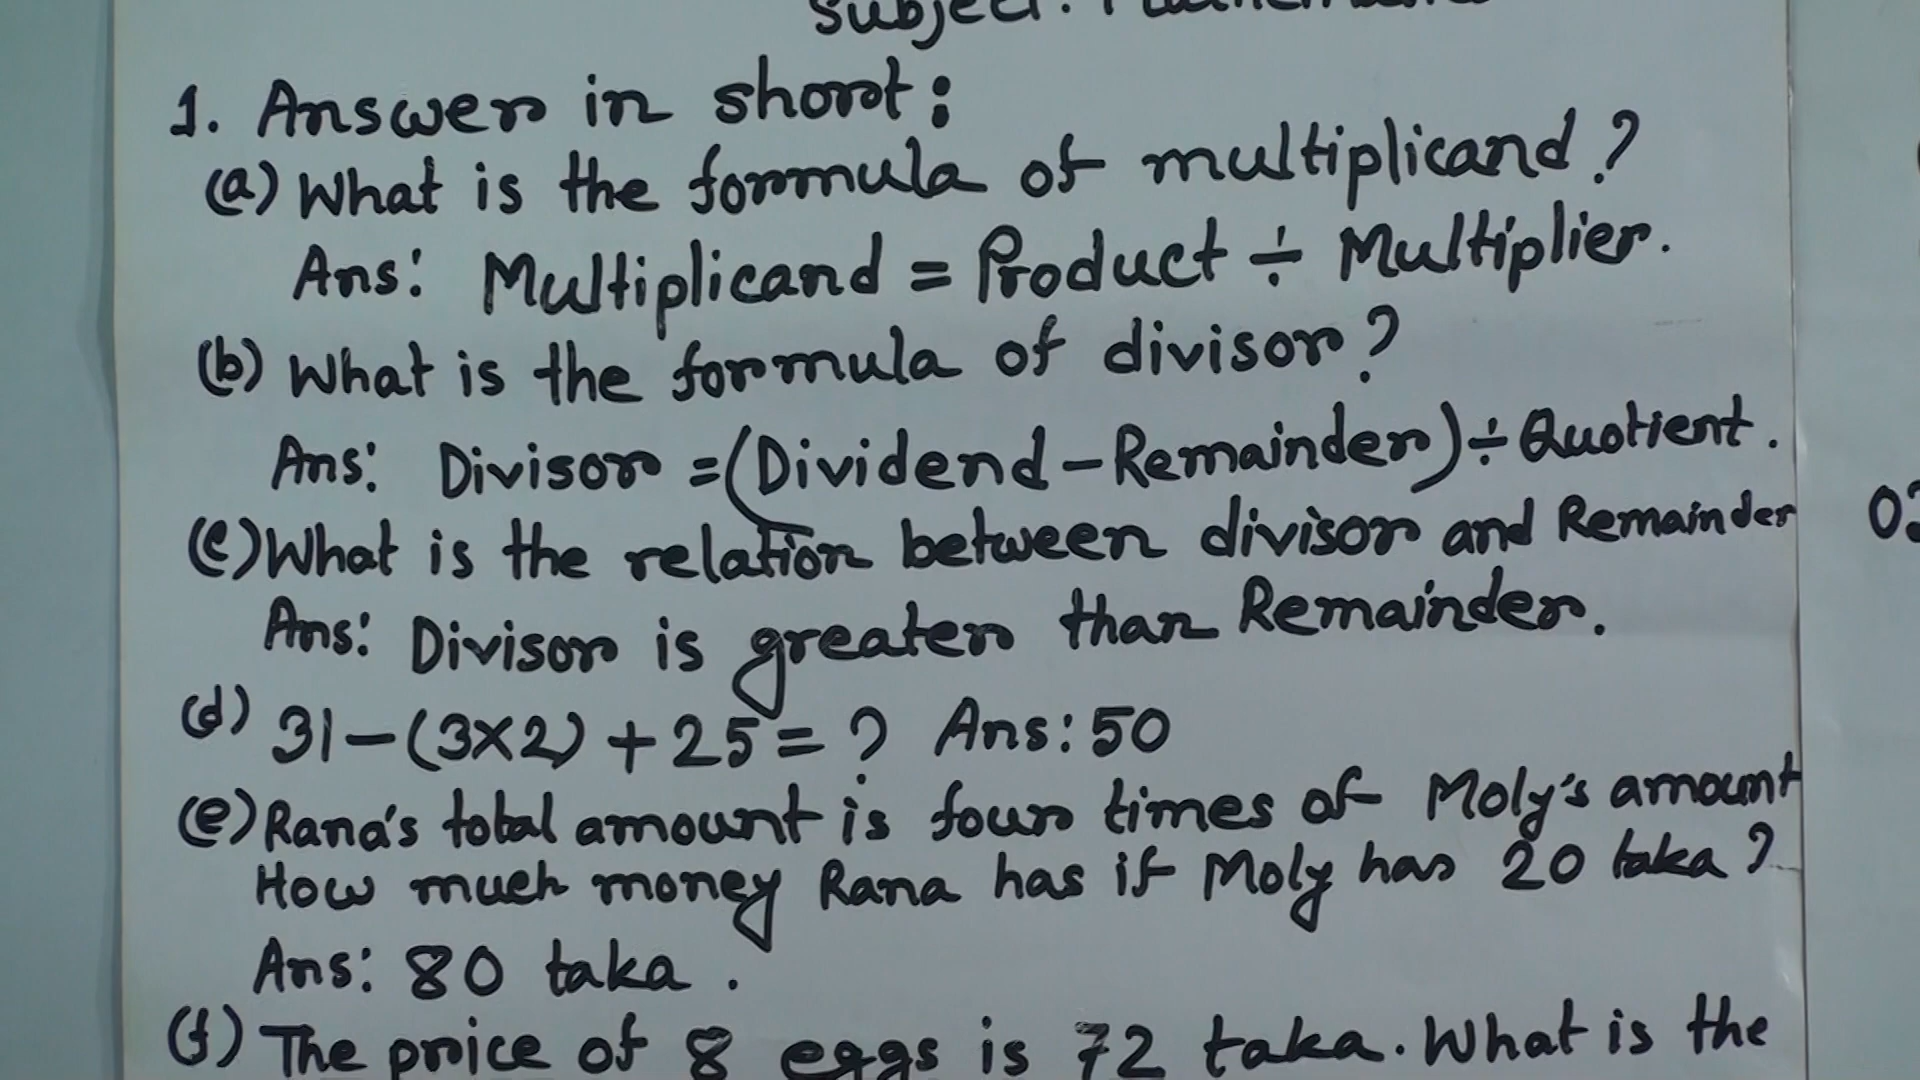 Subject: Mathematics
1. Answer in short:
(a) What is the formula of multiplicand?
Ans: Multiplicand = Product ÷ Multiplier.
(b) What is the formula of divisor?
Ans: Divisor = (Dividend - Remainder) ÷ Quotient.
(c) What is the relation between divisor and Remainder
Ans: Divisor is greater than Remainder.
(d) 31 - (3×2) + 25 = ? Ans: 50
(e) Rana's total amount is four times of Moly's amount
How much money Rana has if Moly has 20 taka?
Ans: 80 taka.
(f) The price of 8 eggs is 72 taka. What is the